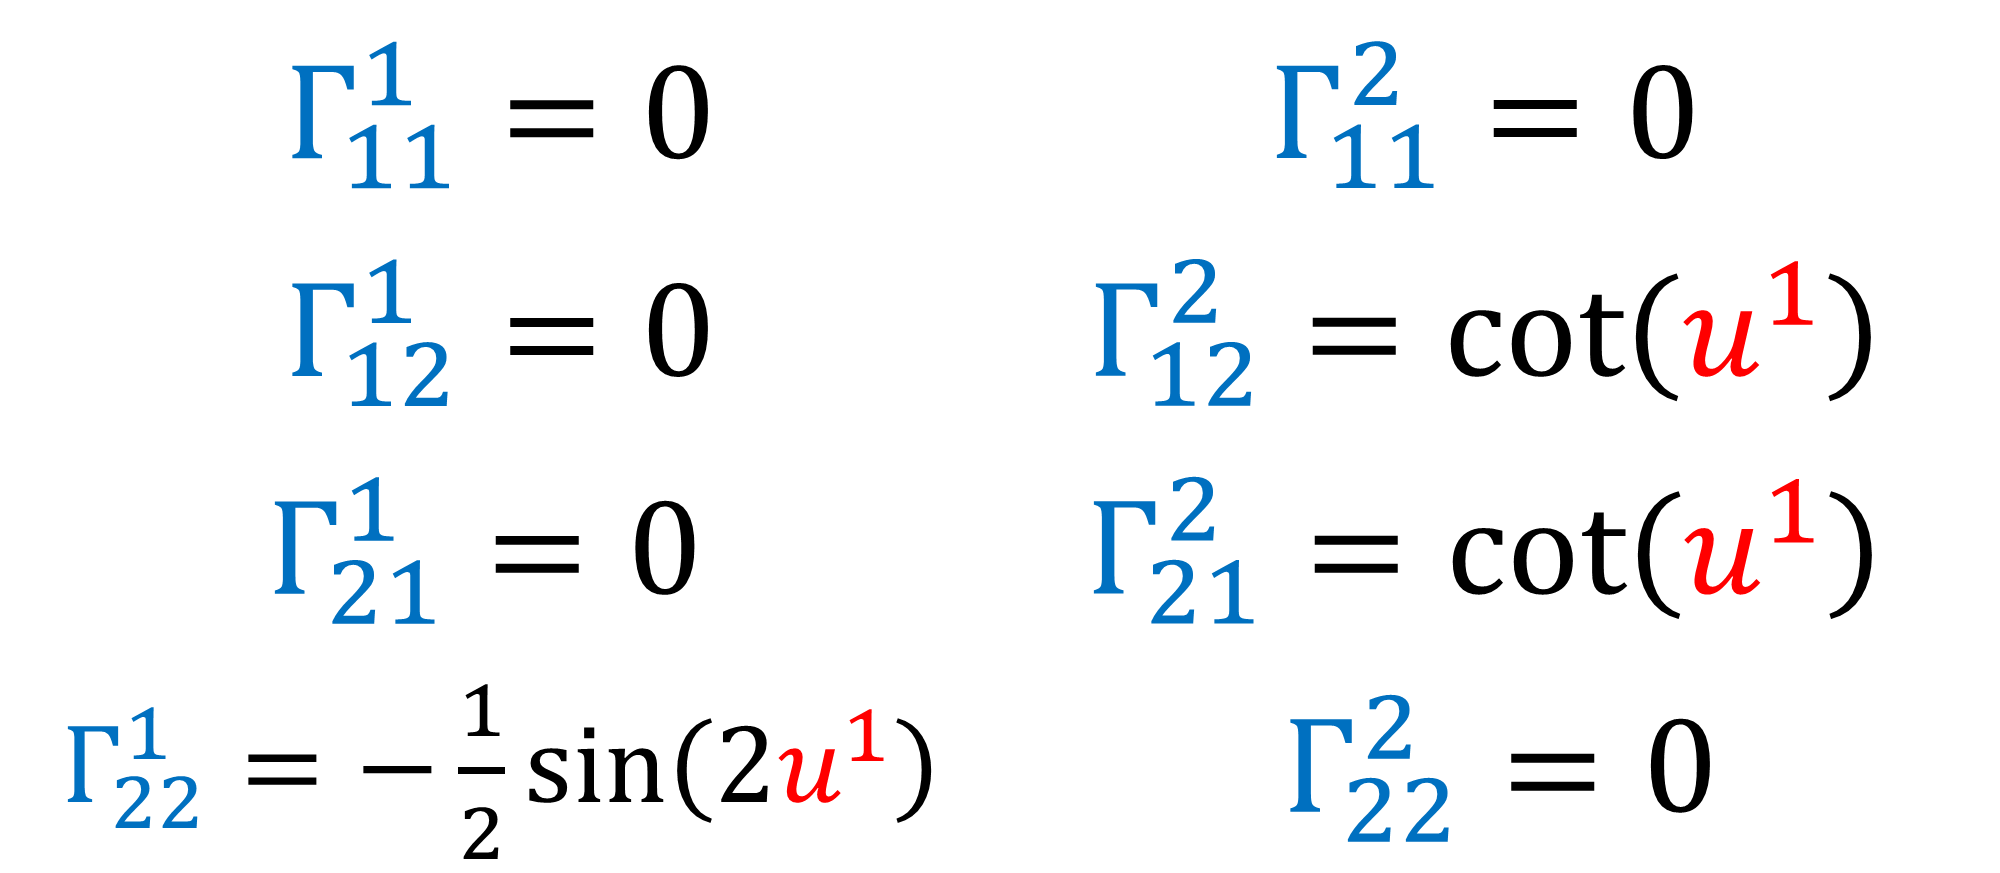 Γ¹₁₁ = 0
Γ²₁₁ = 0
Γ¹₁₂ = 0
Γ²₁₂ = cot(u¹)
Γ¹₂₁ = 0
Γ²₂₁ = cot(u¹)
Γ¹₂₂ = −½ sin(2u¹)
Γ²₂₂ = 0